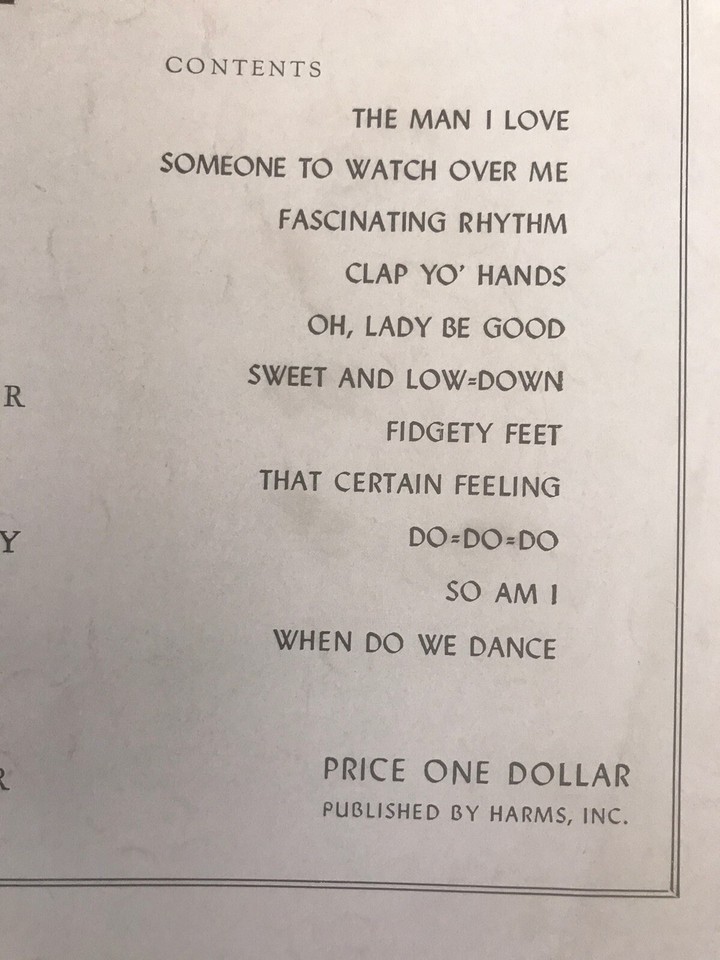 CONTENTS
THE MAN I LOVE
SOMEONE TO WATCH OVER ME
FASCINATING RHYTHM
CLAP YO' HANDS
OH, LADY BE GOOD
SWEET AND LOW=DOWN
R
FIDGETY FEET
THAT CERTAIN FEELING
Y
DO=DO=DO
SO AM I
WHEN DO WE DANCE
R
PRICE ONE DOLLAR
PUBLISHED BY HARMS, INC.